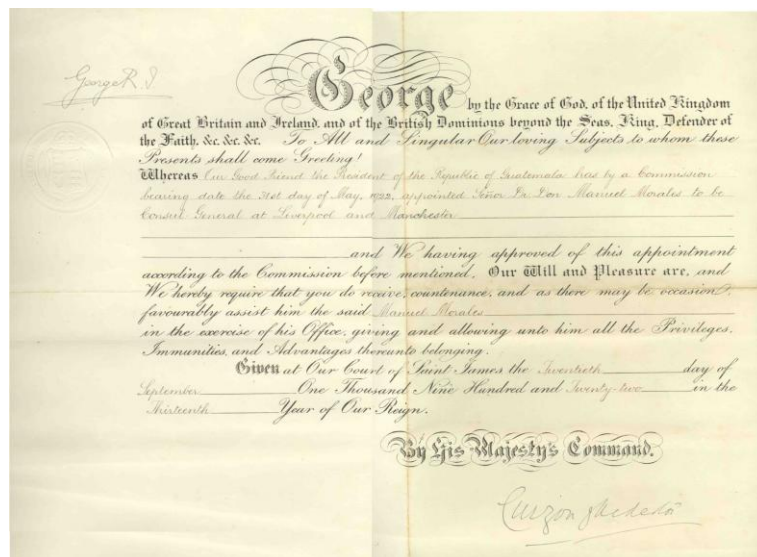 George R. I
George by the Grace of God, of the United Kingdom
of Great Britain and Ireland, and of the British Dominions beyond the Seas, King, Defender of
the Faith, &c. &c. &c. To All and Singular Our loving Subjects to whom these
Presents shall come Greeting!
Whereas Our Good Friend the President of the Republic of Guatemala has by a Commission
bearing date the 31st day of May, 1922, appointed Señor Dr. Don Manuel Morales to be
Consul General at Liverpool and Manchester
and We having approved of this appointment
according to the Commission before mentioned, Our Will and Pleasure are, and
We hereby require that you do receive, countenance, and as there may be occasion,
favourably assist him the said Manuel Morales
in the exercise of his Office, giving and allowing unto him all the Privileges,
Immunities, and Advantages thereunto belonging.
Given at Our Court of Saint James the Twentieth day of
September One Thousand Nine Hundred and Twenty-two in the
Thirteenth Year of Our Reign.
By His Majesty's Command.
Curzon of Kedleston